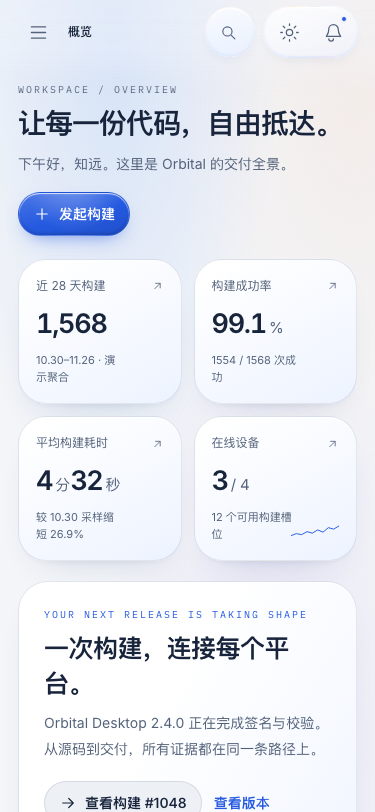 概览
WORKSPACE / OVERVIEW
让每一份代码，自由抵达。
下午好，知远。这里是 Orbital 的交付全景。
发起构建
近 28 天构建
1,568
10.30–11.26 · 演
示聚合
构建成功率
99.1 %
1554 / 1568 次成
功
平均构建耗时
4 分 32 秒
较 10.30 采样缩
短 26.9%
在线设备
3 / 4
12 个可用构建槽
位
YOUR NEXT RELEASE IS TAKING SHAPE
一次构建，连接每个平
台。
Orbital Desktop 2.4.0 正在完成签名与校验。
从源码到交付，所有证据都在同一条路径上。
查看构建 #1048
查看版本